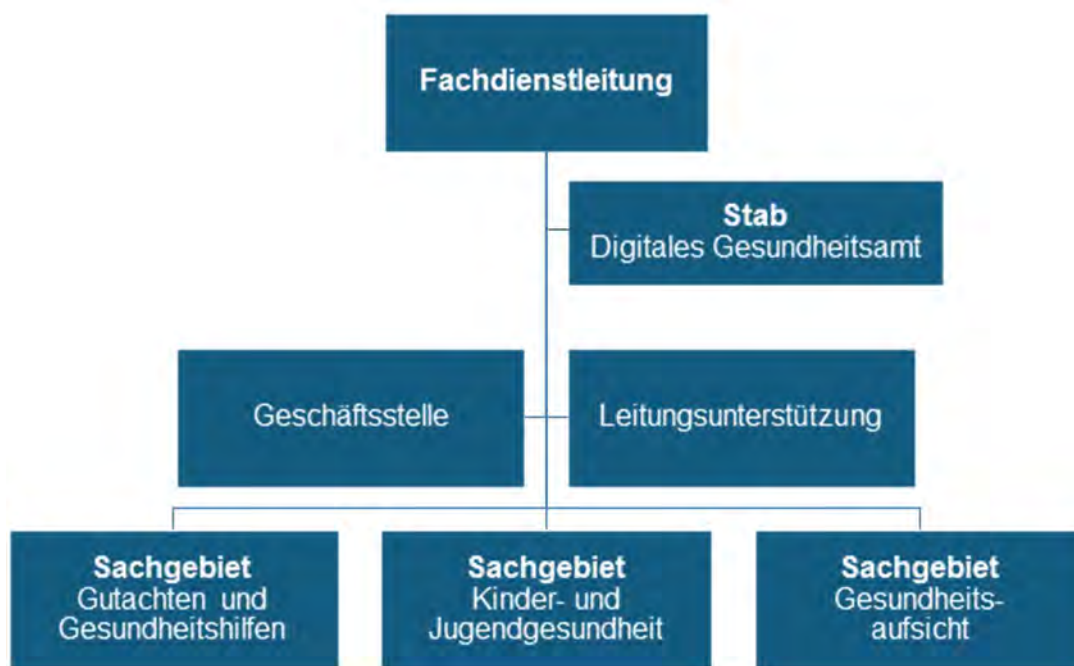 Fachdienstleitung
Stab
Digitales Gesundheitsamt
Geschäftsstelle
Leitungsunterstützung
Sachgebiet
Gutachten und
Gesundheitshilfen
Sachgebiet
Kinder- und
Jugendgesundheit
Sachgebiet
Gesundheits-
aufsicht